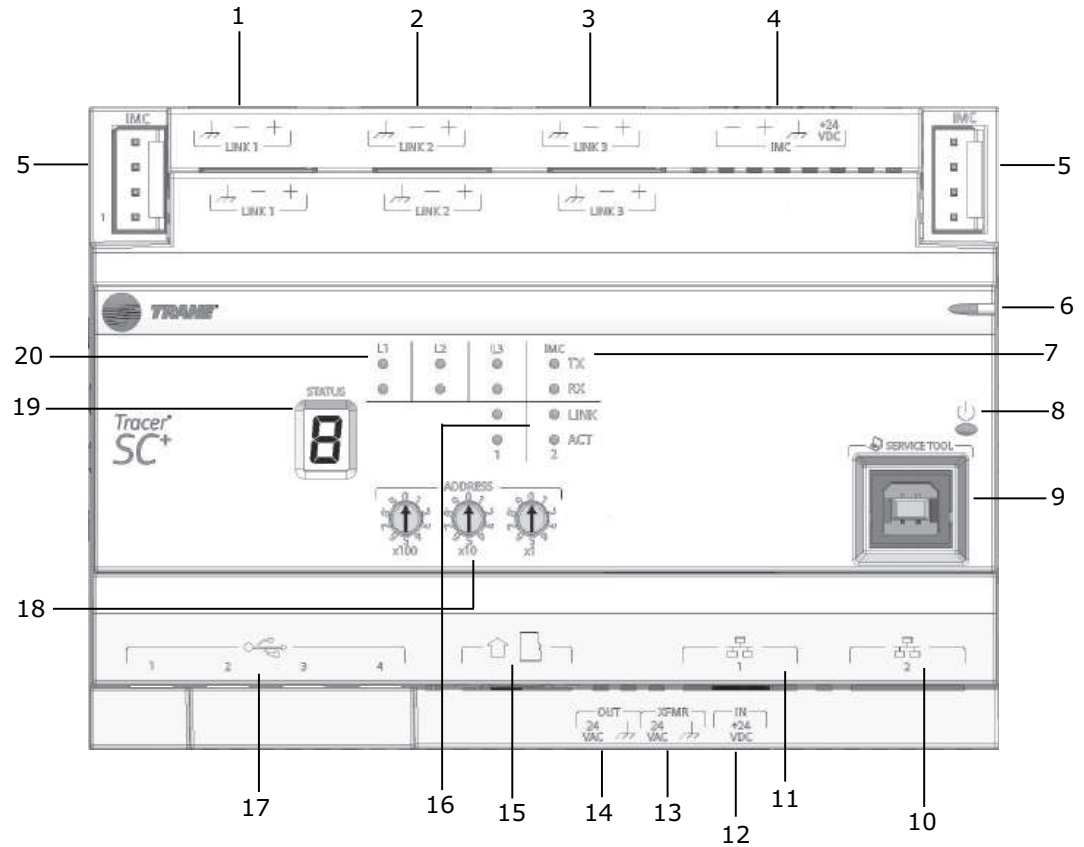 1 2 3 4
IMC IMC
− + − + − + − + +24 VDC
LINK 1 LINK 2 LINK 3 IMC
5 5
1
− + − + − +
LINK 1 LINK 2 LINK 3
TRANE
6
20 L1 L2 L3 IMC 7
TX
RX
19 STATUS
8
LINK 8
ACT
1 2
Tracer®
SC+
SERVICE TOOL
9
ADDRESS
x100 x10 x1
18
1 2 3 4 1 2
OUT XFMR IN
24 VAC 24 VAC +24 VDC
17 16 15 14 13 12 11 10